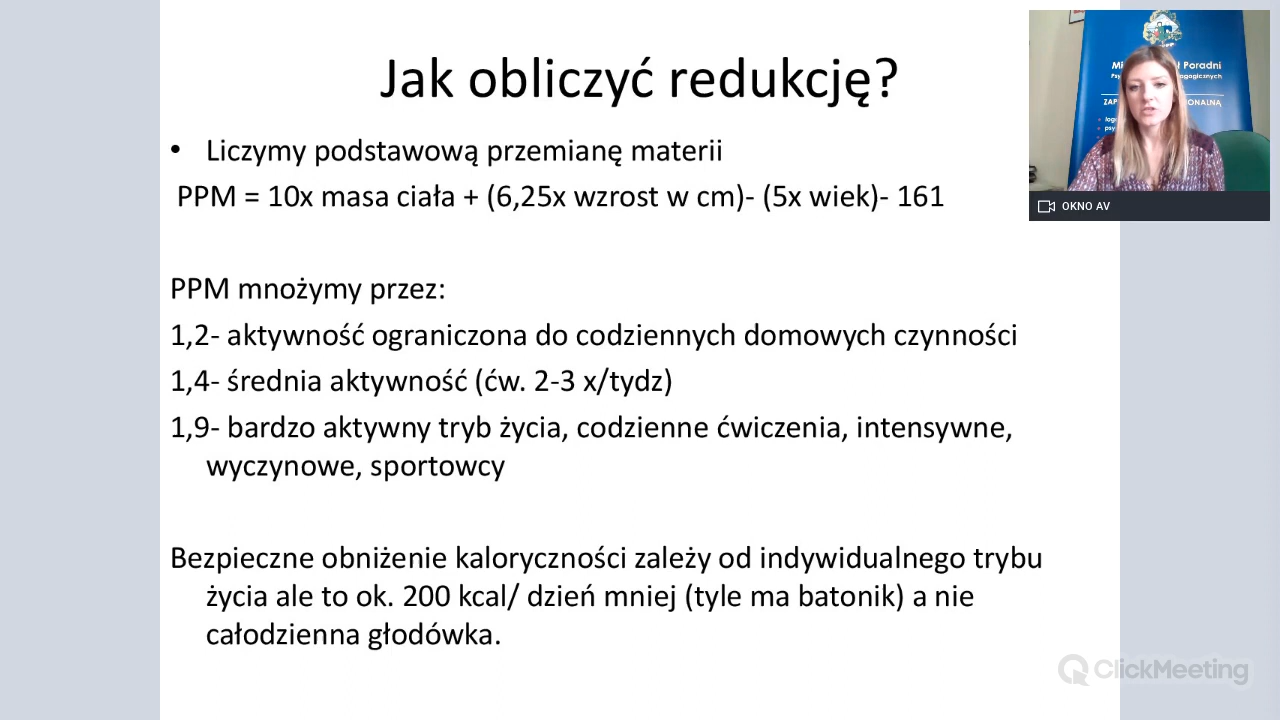 Jak obliczyć redukcję?
• Liczymy podstawową przemianę materii
PPM = 10x masa ciała + (6,25x wzrost w cm)- (5x wiek)- 161
PPM mnożymy przez:
1,2- aktywność ograniczona do codziennych domowych czynności
1,4- średnia aktywność (ćw. 2-3 x/tydz)
1,9- bardzo aktywny tryb życia, codzienne ćwiczenia, intensywne,
wyczynowe, sportowcy
Bezpieczne obniżenie kaloryczności zależy od indywidualnego trybu
życia ale to ok. 200 kcal/ dzień mniej (tyle ma batonik) a nie
całodzienna głodówka.
Poradni
OKNO AV
ClickMeeting